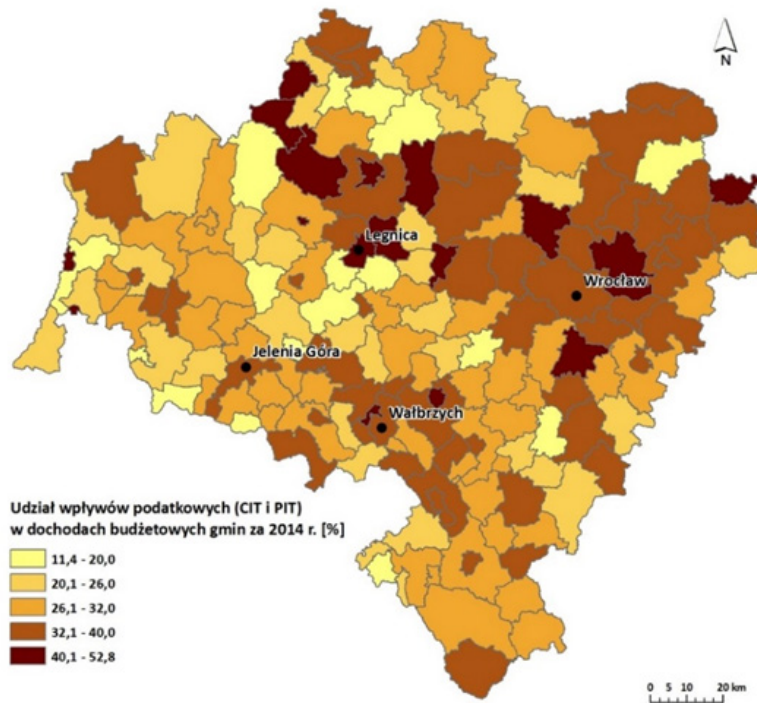 N
Legnica
Wrocław
Jelenia Góra
Wałbrzych
Udział wpływów podatkowych (CIT i PIT)
w dochodach budżetowych gmin za 2014 r. [%]
11,4 - 20,0
20,1 - 26,0
26,1 - 32,0
32,1 - 40,0
40,1 - 52,8
0 5 10 20 km